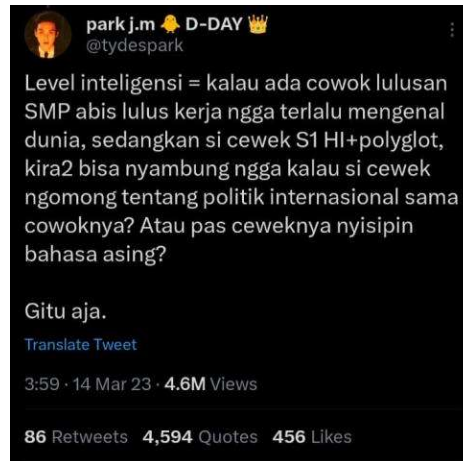 park j.m 🐥 D-DAY 👑
@tydespark
Level inteligensi = kalau ada cowok lulusan
SMP abis lulus kerja ngga terlalu mengenal
dunia, sedangkan si cewek S1 HI+polyglot,
kira2 bisa nyambung ngga kalau si cewek
ngomong tentang politik internasional sama
cowoknya? Atau pas ceweknya nyisipin
bahasa asing?
Gitu aja.
Translate Tweet
3:59 · 14 Mar 23 · 4.6M Views
86 Retweets 4,594 Quotes 456 Likes